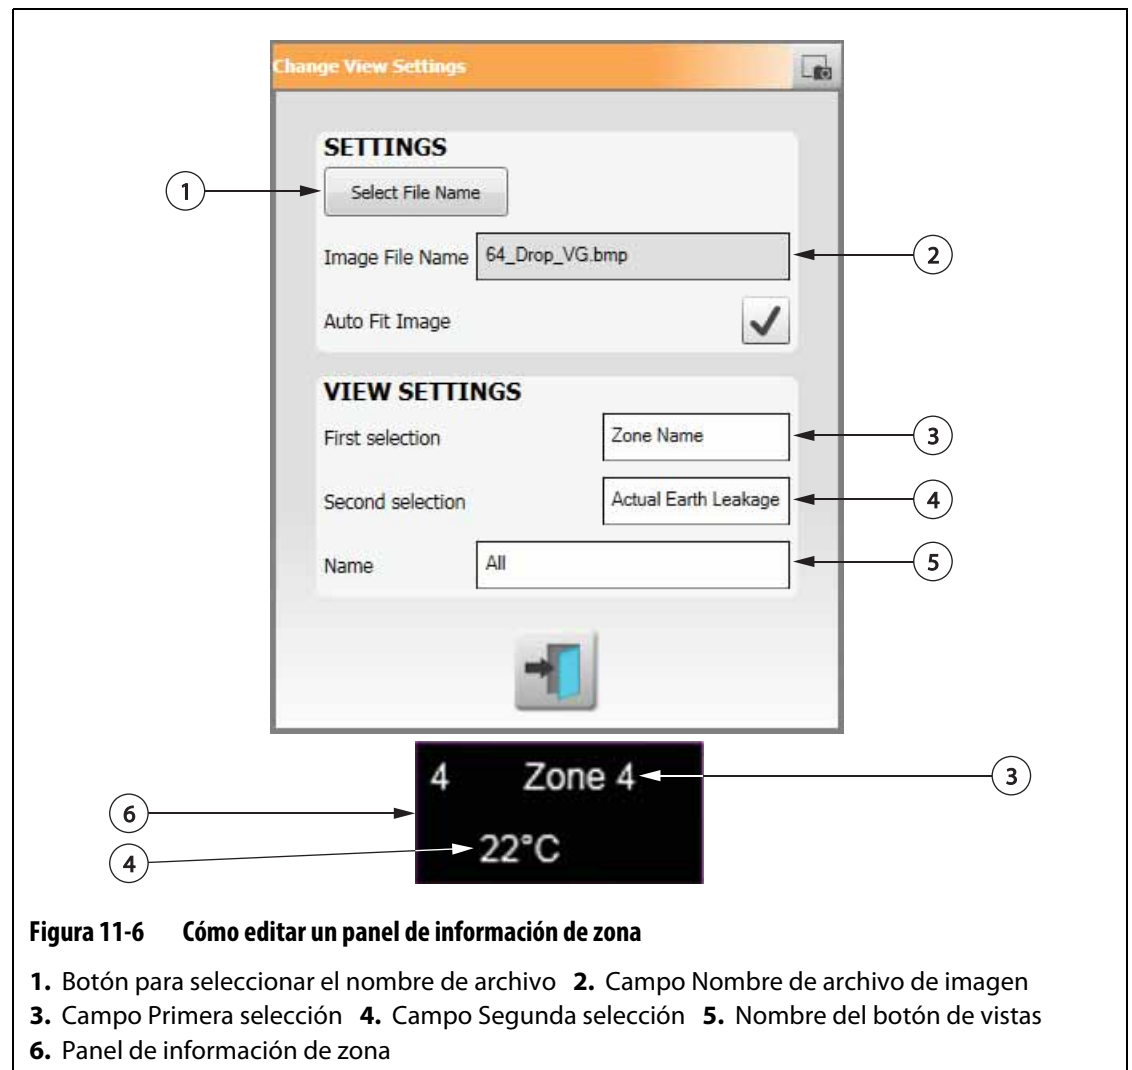 Change View Settings
SETTINGS
1
Select File Name
Image File Name 64_Drop_VG.bmp 2
Auto Fit Image
VIEW SETTINGS
First selection Zone Name 3
Second selection Actual Earth Leakage 4
Name All 5
4 Zone 4 3
6
4 22°C
Figura 11-6 Cómo editar un panel de información de zona
1. Botón para seleccionar el nombre de archivo 2. Campo Nombre de archivo de imagen
3. Campo Primera selección 4. Campo Segunda selección 5. Nombre del botón de vistas
6. Panel de información de zona